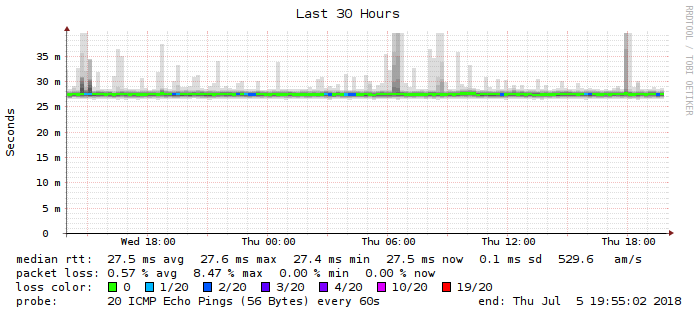 Last 30 Hours
RRDTOOL / TOBI OETIKER
Seconds
35 m
30 m
25 m
20 m
15 m
10 m
5 m
0
Wed 18:00 Thu 00:00 Thu 06:00 Thu 12:00 Thu 18:00
median rtt: 27.5 ms avg 27.6 ms max 27.4 ms min 27.5 ms now 0.1 ms sd 529.6 am/s
packet loss: 0.57 % avg 8.47 % max 0.00 % min 0.00 % now
loss color: 0 1/20 2/20 3/20 4/20 10/20 19/20
probe: 20 ICMP Echo Pings (56 Bytes) every 60s end: Thu Jul 5 19:55:02 2018